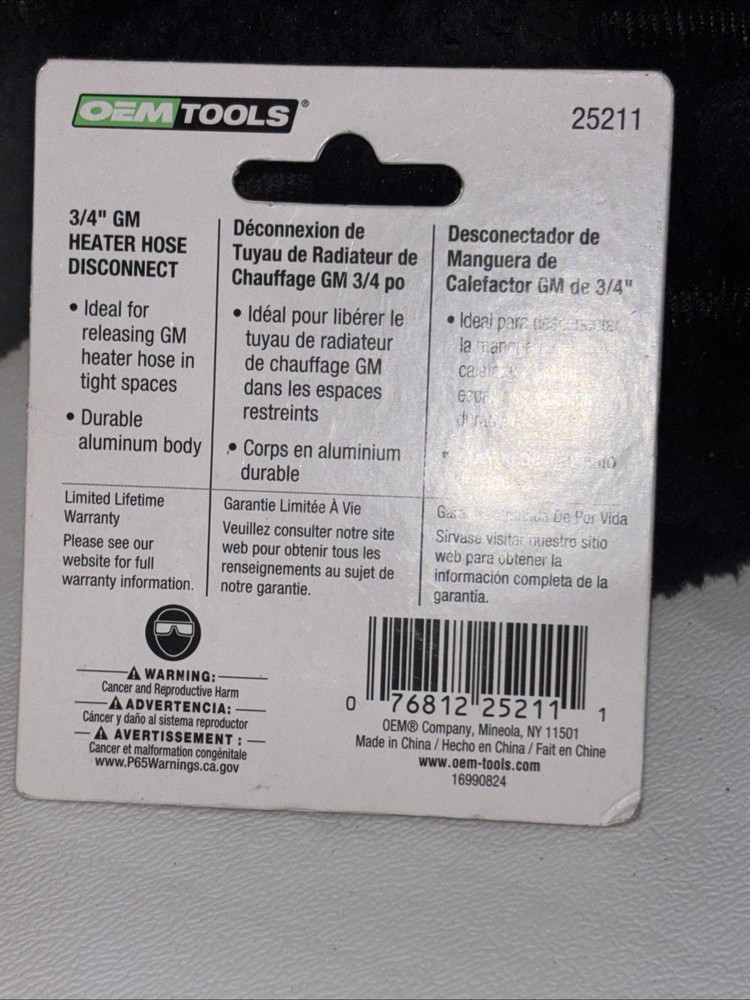 OEMTOOLS®
25211
3/4" GM
HEATER HOSE
DISCONNECT
• Ideal for
releasing GM
heater hose in
tight spaces
• Durable
aluminum body
Limited Lifetime
Warranty
Please see our
website for full
warranty information.
Déconnexion de
Tuyau de Radiateur de
Chauffage GM 3/4 po
• Idéal pour libérer le
tuyau de radiateur
de chauffage GM
dans les espaces
restreints
• Corps en aluminium
durable
Garantie Limitée À Vie
Veuillez consulter notre site
web pour obtenir tous les
renseignements au sujet de
notre garantie.
Desconectador de
Manguera de
Calefactor GM de 3/4"
• Ideal para desconectar
la
De Por Vida
Sírvase visitar nuestro sitio
web para obtener la
información completa de la
garantía.
⚠ WARNING:
Cancer and Reproductive Harm
⚠ ADVERTENCIA:
Cáncer y daño al sistema reproductor
⚠ AVERTISSEMENT :
Cancer et malformation congénitale
www.P65Warnings.ca.gov
0 76812 25211 1
OEM® Company, Mineola, NY 11501
Made in China / Hecho en China / Fait en Chine
www.oem-tools.com
16990824